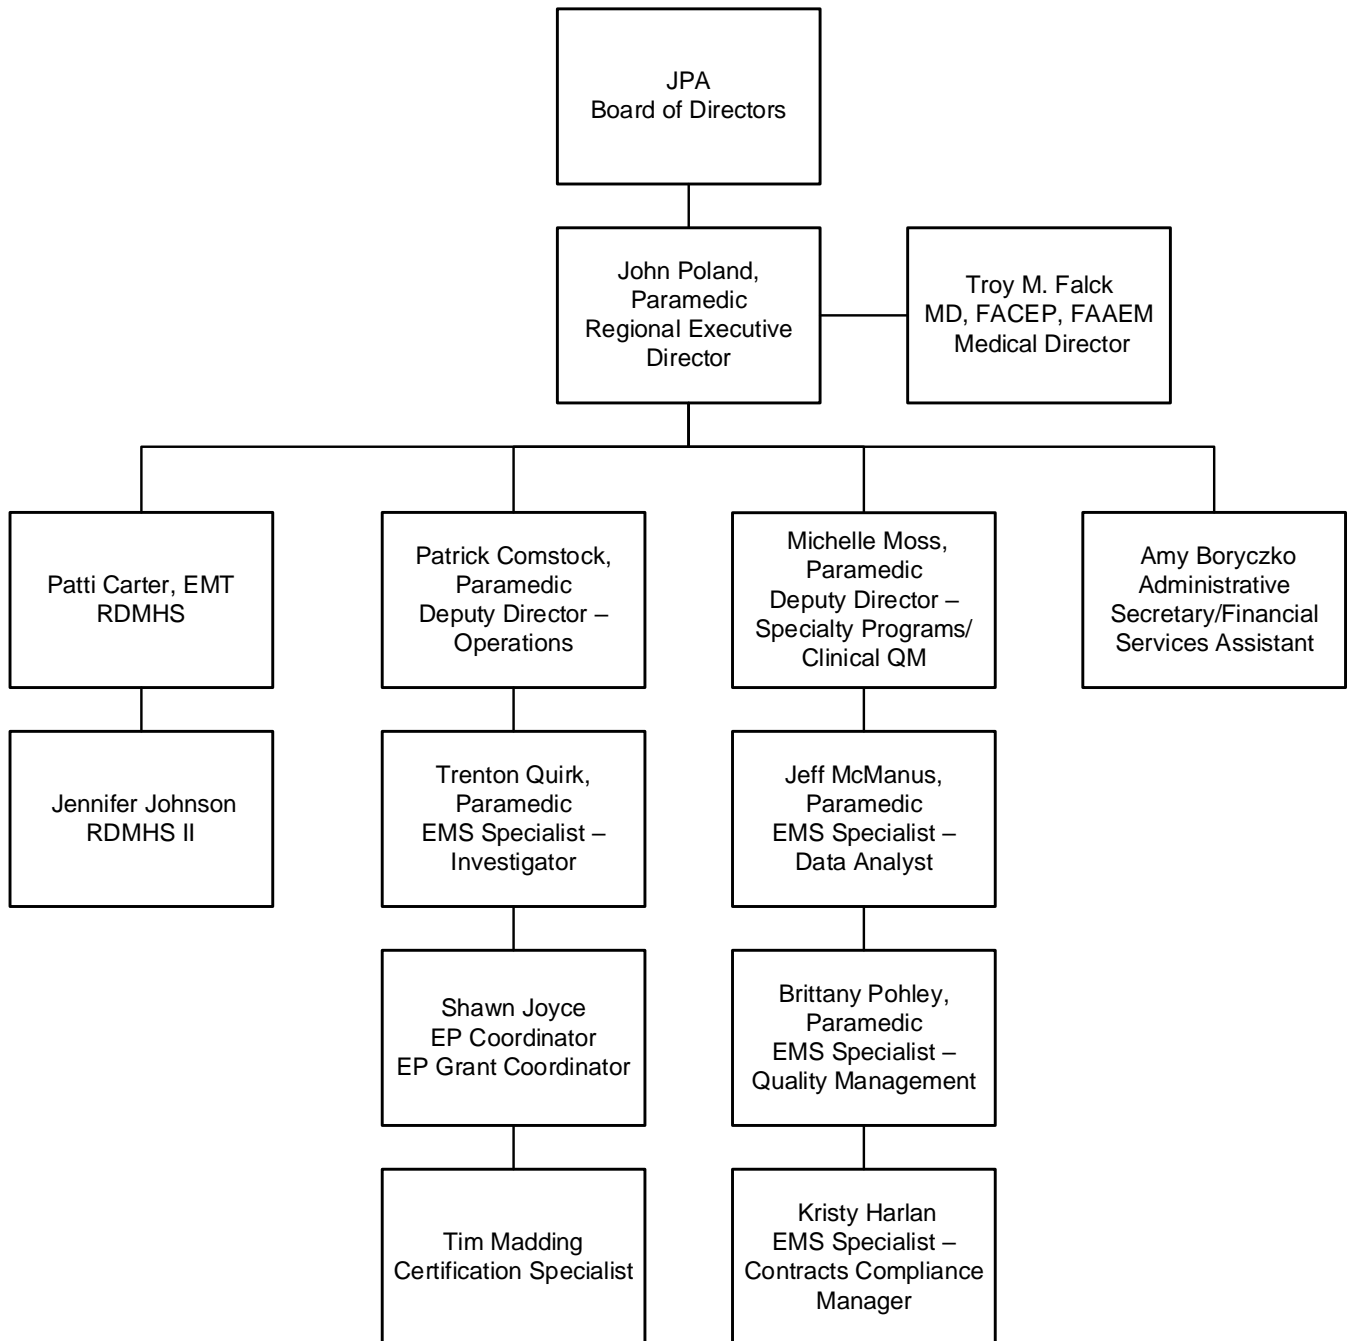 JPA
Board of Directors
John Poland,
Paramedic
Regional Executive
Director
Troy M. Falck
MD, FACEP, FAAEM
Medical Director
Patti Carter, EMT
RDMHS
Patrick Comstock,
Paramedic
Deputy Director –
Operations
Michelle Moss,
Paramedic
Deputy Director –
Specialty Programs/
Clinical QM
Amy Boryczko
Administrative
Secretary/Financial
Services Assistant
Jennifer Johnson
RDMHS II
Trenton Quirk,
Paramedic
EMS Specialist –
Investigator
Jeff McManus,
Paramedic
EMS Specialist –
Data Analyst
Shawn Joyce
EP Coordinator
EP Grant Coordinator
Brittany Pohley,
Paramedic
EMS Specialist –
Quality Management
Tim Madding
Certification Specialist
Kristy Harlan
EMS Specialist –
Contracts Compliance
Manager